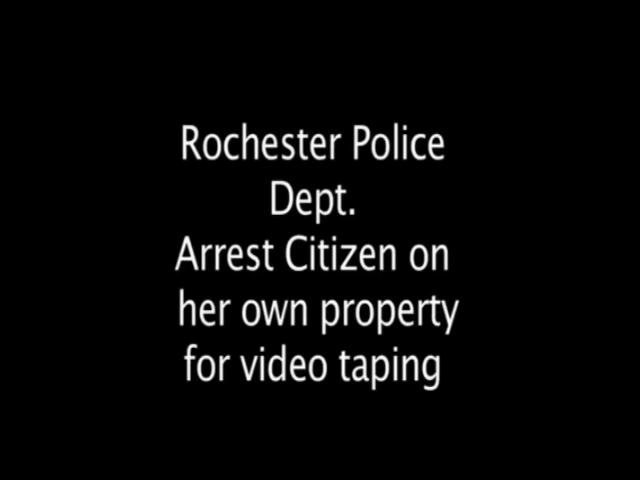 Rochester Police
Dept.
Arrest Citizen on
her own property
for video taping